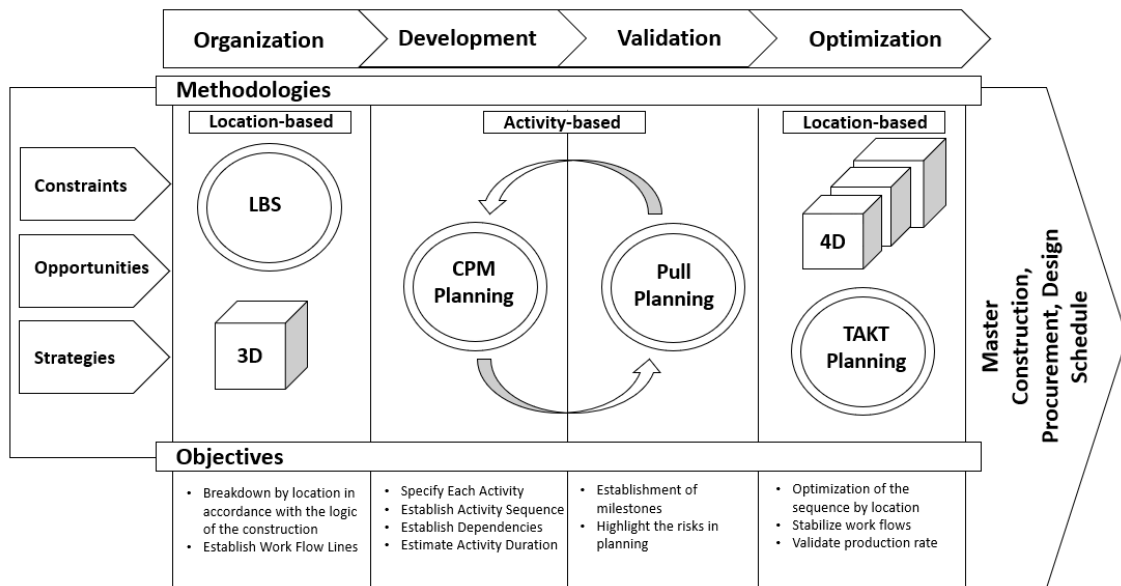 Organization
Development
Validation
Optimization
Methodologies
Location-based
Activity-based
Location-based
Constraints
Opportunities
Strategies
LBS
3D
CPM
Planning
Pull
Planning
4D
TAKT
Planning
Master
Construction,
Procurement, Design
Schedule
Objectives
• Breakdown by location in
accordance with the logic
of the construction
• Establish Work Flow Lines
• Specify Each Activity
• Establish Activity Sequence
• Establish Dependencies
• Estimate Activity Duration
• Establishment of
milestones
• Highlight the risks in
planning
• Optimization of the
sequence by location
• Stabilize work flows
• Validate production rate